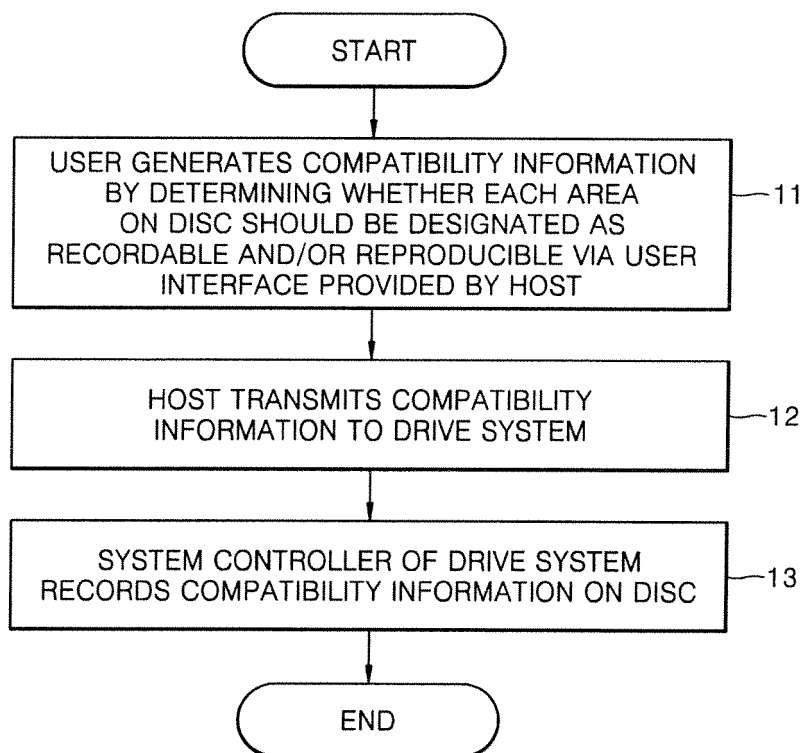 START
USER GENERATES COMPATIBILITY INFORMATION
BY DETERMINING WHETHER EACH AREA
ON DISC SHOULD BE DESIGNATED AS
RECORDABLE AND/OR REPRODUCIBLE VIA USER
INTERFACE PROVIDED BY HOST
11
HOST TRANSMITS COMPATIBILITY
INFORMATION TO DRIVE SYSTEM
12
SYSTEM CONTROLLER OF DRIVE SYSTEM
RECORDS COMPATIBILITY INFORMATION ON DISC
13
END